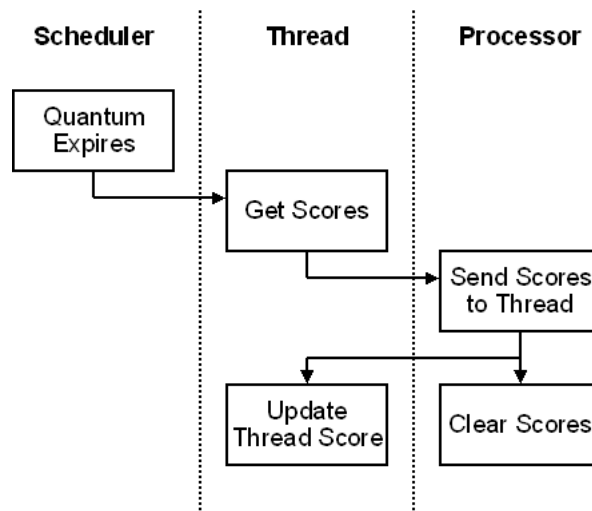 Scheduler
Thread
Processor
Quantum
Expires
Get Scores
Send Scores
to Thread
Update
Thread Score
Clear Scores